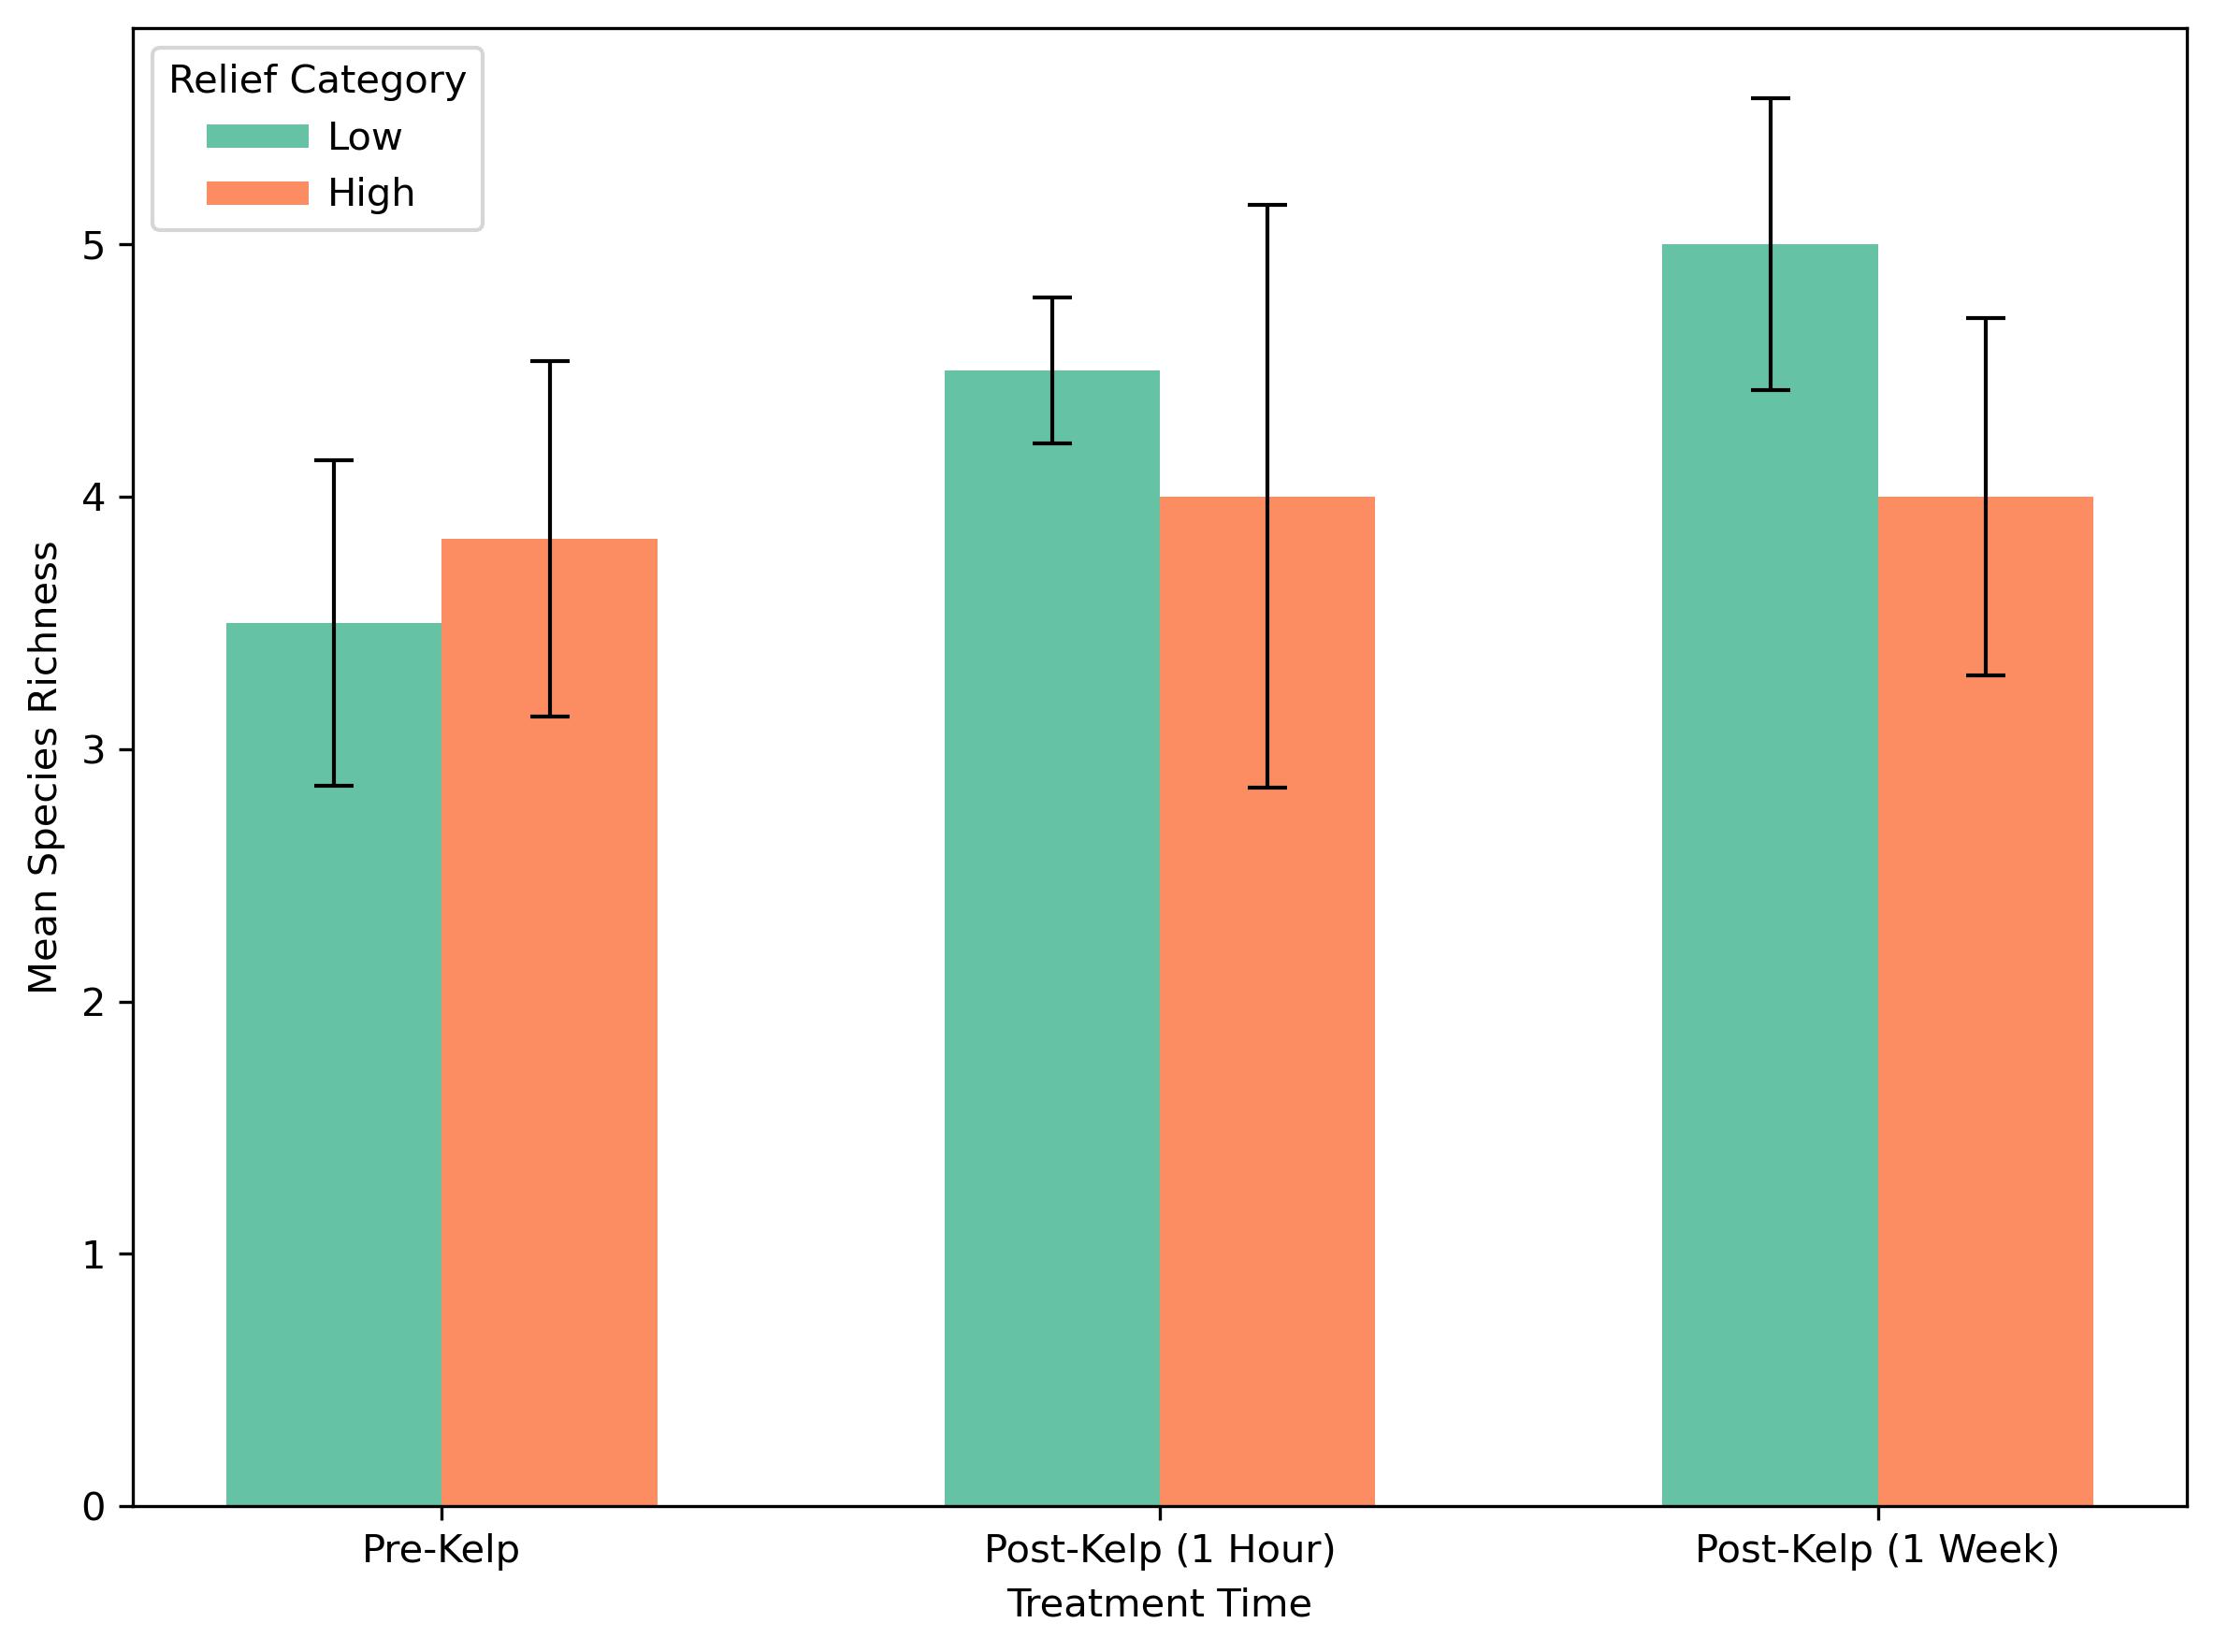 Relief Category
Low
High
Mean Species Richness
5
4
3
2
1
0
Pre-Kelp
Post-Kelp (1 Hour)
Post-Kelp (1 Week)
Treatment Time